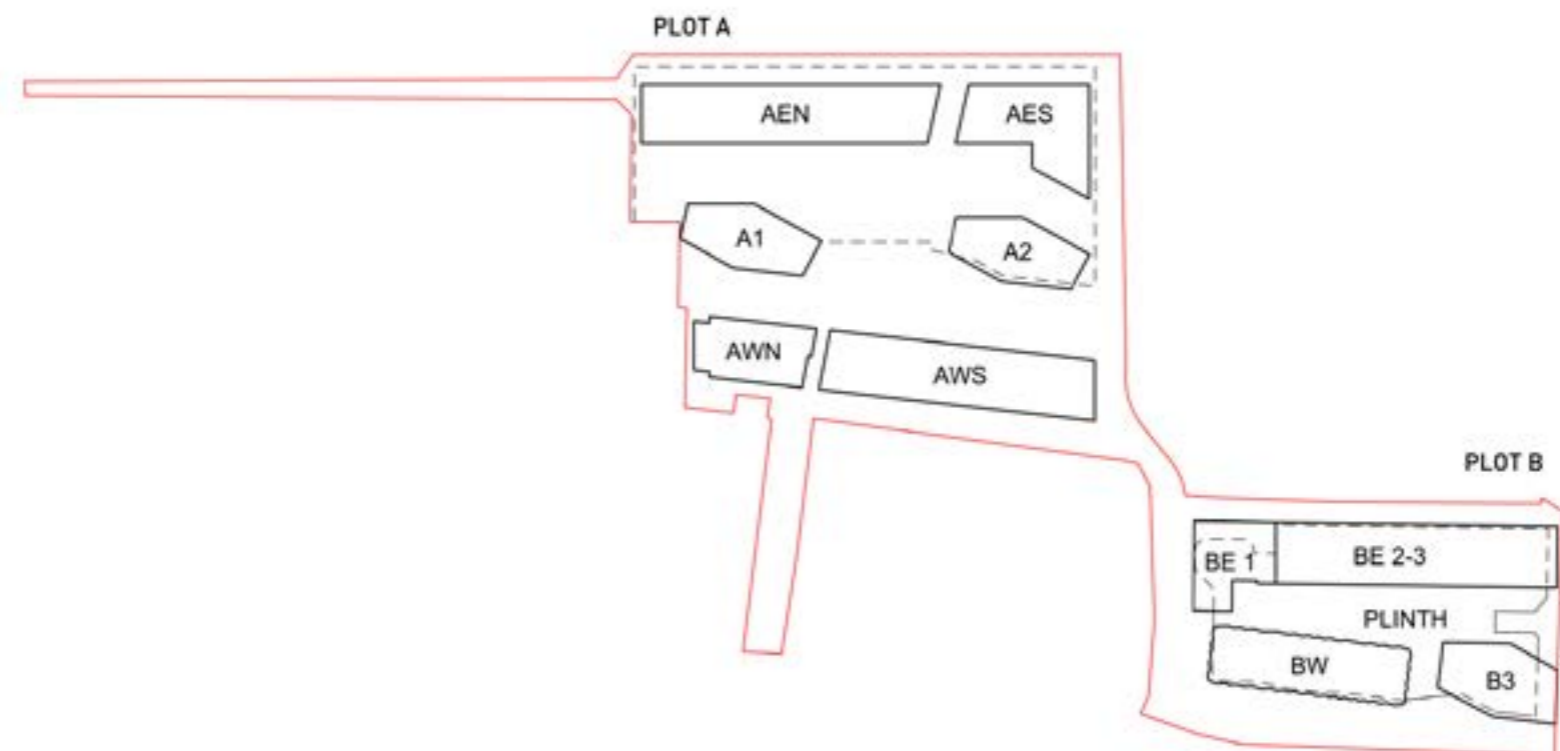 PLOT A
AEN
AES
A1
A2
AWN
AWS
PLOT B
BE 1
BE 2-3
PLINTH
BW
B3